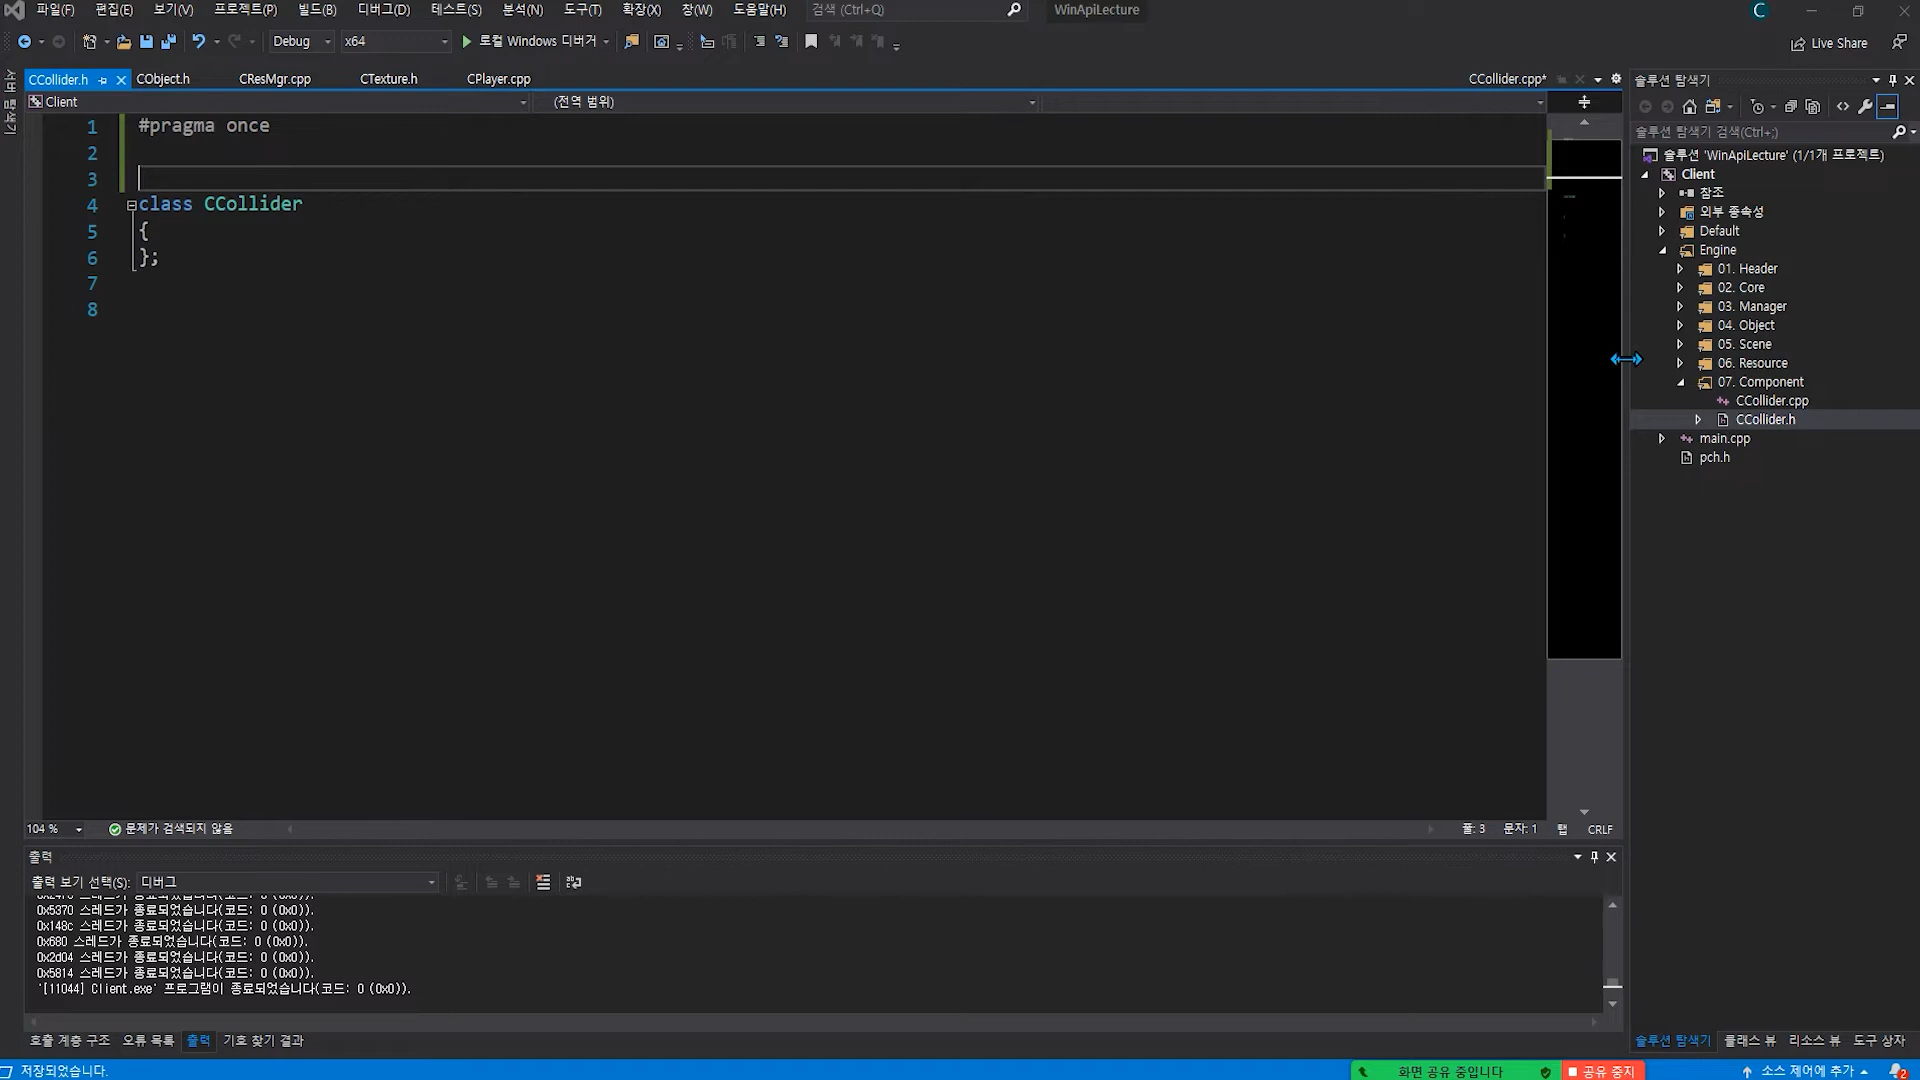 파일(F) 편집(E) 보기(V) 프로젝트(P) 빌드(B) 디버그(D) 테스트(S) 분석(N) 도구(T) 확장(X) 창(W) 도움말(H) 검색 (Ctrl+Q) WinApiLecture C
Debug x64 로컬 Windows 디버거 Live Share
CCollider.h CObject.h CResMgr.cpp CTexture.h CPlayer.cpp CCollider.cpp*
Client (전역 범위)
1 #pragma once
2
3
4 class CCollider
5 {
6 };
7
8
104 % 문제가 검색되지 않음 줄: 3 문자: 1 탭 CRLF
출력
출력 보기 선택(S): 디버그
0x5370 스레드가 종료되었습니다(코드: 0 (0x0)).
0x148c 스레드가 종료되었습니다(코드: 0 (0x0)).
0x680 스레드가 종료되었습니다(코드: 0 (0x0)).
0x2d04 스레드가 종료되었습니다(코드: 0 (0x0)).
0x5814 스레드가 종료되었습니다(코드: 0 (0x0)).
'[11044] Client.exe' 프로그램이 종료되었습니다(코드: 0 (0x0)).
호출 계층 구조 오류 목록 출력 기호 찾기 결과
솔루션 탐색기
솔루션 탐색기 검색(Ctrl+;)
솔루션 'WinApiLecture' (1/1개 프로젝트)
Client
참조
외부 종속성
Default
Engine
01. Header
02. Core
03. Manager
04. Object
05. Scene
06. Resource
07. Component
CCollider.cpp
CCollider.h
main.cpp
pch.h
솔루션 탐색기 클래스 뷰 리소스 뷰 도구 상자
저장되었습니다. 화면 공유 중입니다 공유 중지 소스 제어에 추가 2